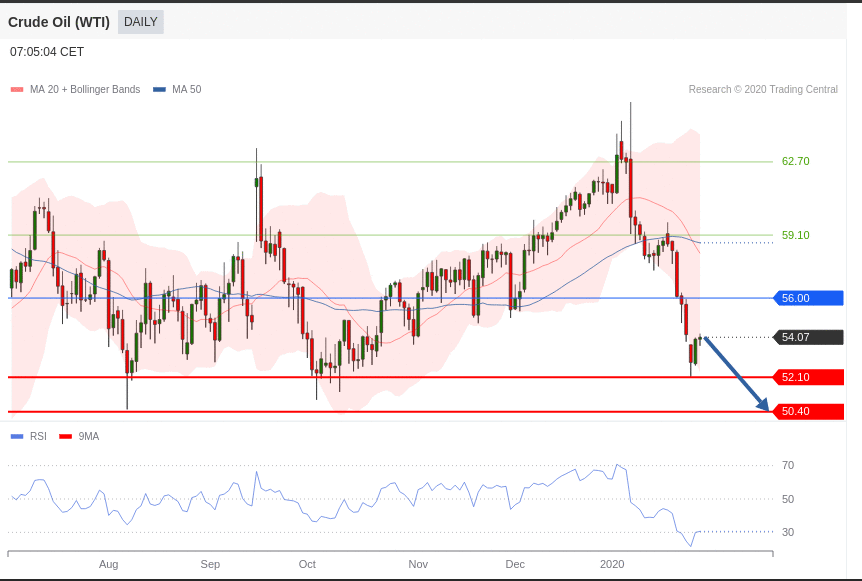 Crude Oil (WTI) DAILY
07:05:04 CET
MA 20 + Bollinger Bands MA 50 Research © 2020 Trading Central
62.70
59.10
56.00
54.07
52.10
50.40
RSI 9MA
70
50
30
Aug Sep Oct Nov Dec 2020